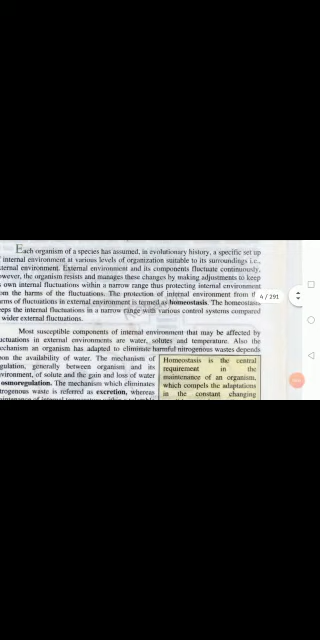 Each organism of a species has assumed, in evolutionary history, a specific set up
internal environment at various levels of organization suitable to its surroundings i.e.,
ternal environment. External environment and its components fluctuate continuously,
wever, the organism resists and manages these changes by making adjustments to keep
s own internal fluctuations within a narrow range thus protecting internal environment
om the harms of the fluctuations. The protection of internal environment from
4 / 291
rms of fluctuations in external environment is termed as homeostasis. The homeostasis
eeps the internal fluctuations in a narrow range with various control systems compared
wider external fluctuations.
Most susceptible components of internal environment that may be affected by
uctuations in external environments are water, solutes and temperature. Also the
echanism an organism has adapted to eliminate harmful nitrogenous wastes depends
pon the availability of water. The mechanism of
gulation, generally between organism and its
vironment, of solute and the gain and loss of water
osmoregulation. The mechanism which eliminates
trogenous waste is referred as excretion, whereas
Homeostasis is the central
requirement in the
maintenance of an organism,
which compels the adaptations
in the constant changing